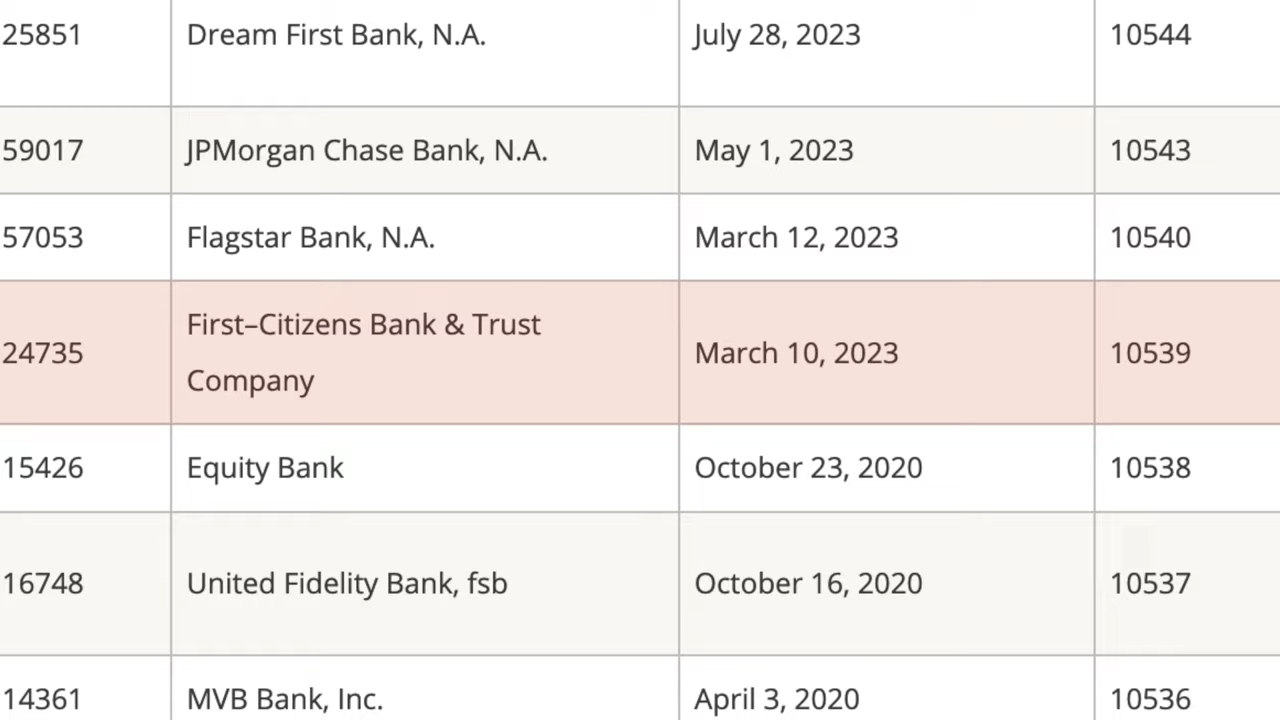 25851 Dream First Bank, N.A. July 28, 2023 10544
59017 JPMorgan Chase Bank, N.A. May 1, 2023 10543
57053 Flagstar Bank, N.A. March 12, 2023 10540
24735 First–Citizens Bank & Trust Company March 10, 2023 10539
15426 Equity Bank October 23, 2020 10538
16748 United Fidelity Bank, fsb October 16, 2020 10537
14361 MVB Bank, Inc. April 3, 2020 10536